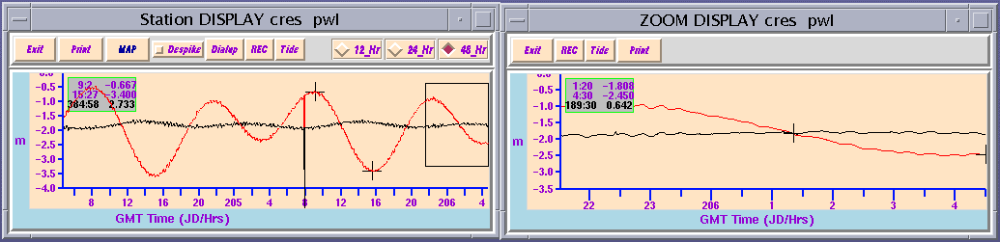 Station DISPLAY cres pwl
Exit Print MAP Despike Dialup REC Tide 12_Hr 24_Hr 48_Hr
0.0
-0.5
-1.0
-1.5
-2.0
-2.5
-3.0
-3.5
-4.0
m
9:2 -0.667
15:27 -3.400
384:58 2.733
8 12 16 20 205 4 8 12 16 20 206 4
GMT Time (JD/Hrs)
ZOOM DISPLAY cres pwl
Exit REC Tide Print
-1.0
-1.5
-2.0
-2.5
-3.0
-3.5
m
1:20 -1.808
4:30 -2.450
189:30 0.642
22 23 206 1 2 3 4
GMT Time (JD/Hrs)